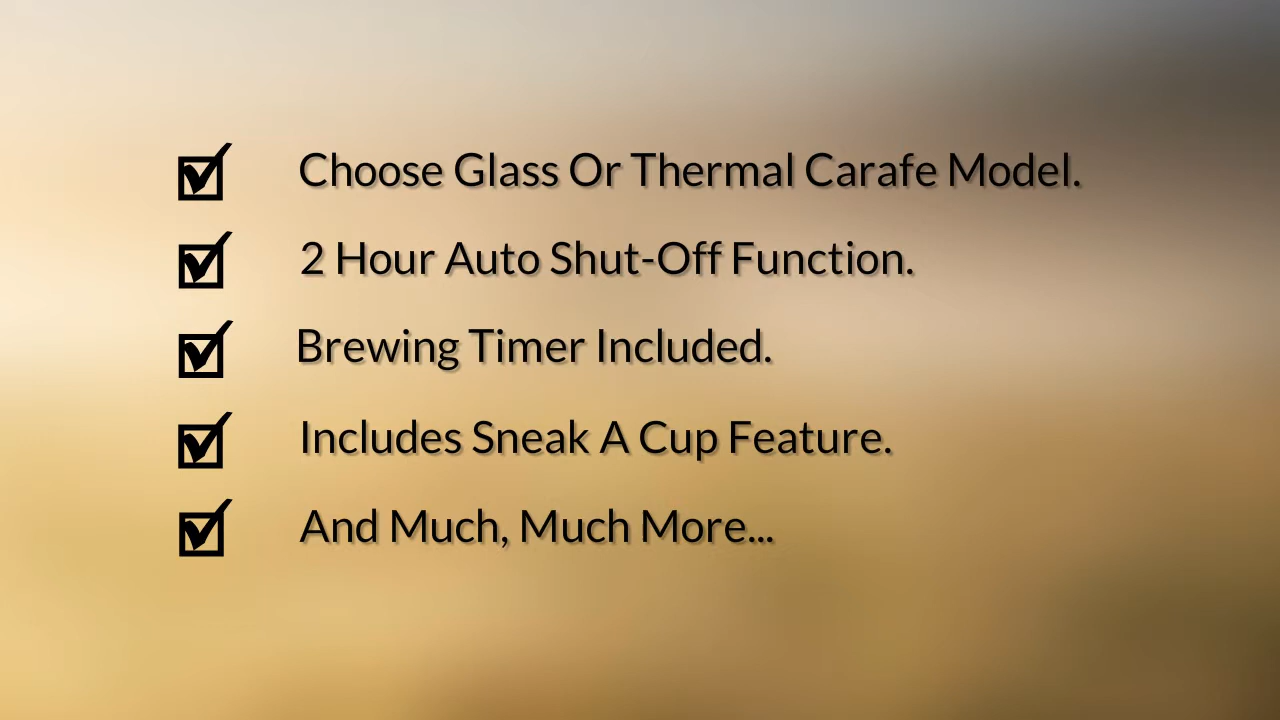 Choose Glass Or Thermal Carafe Model.
2 Hour Auto Shut-Off Function.
Brewing Timer Included.
Includes Sneak A Cup Feature.
And Much, Much More...